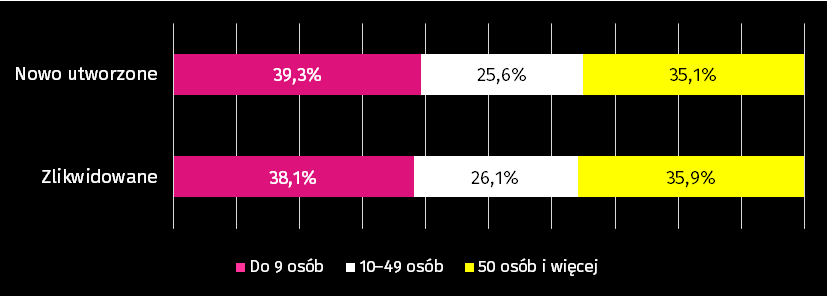 Nowo utworzone 39,3% 25,6% 35,1%
Zlikwidowane 38,1% 26,1% 35,9%
Do 9 osób 10–49 osób 50 osób i więcej